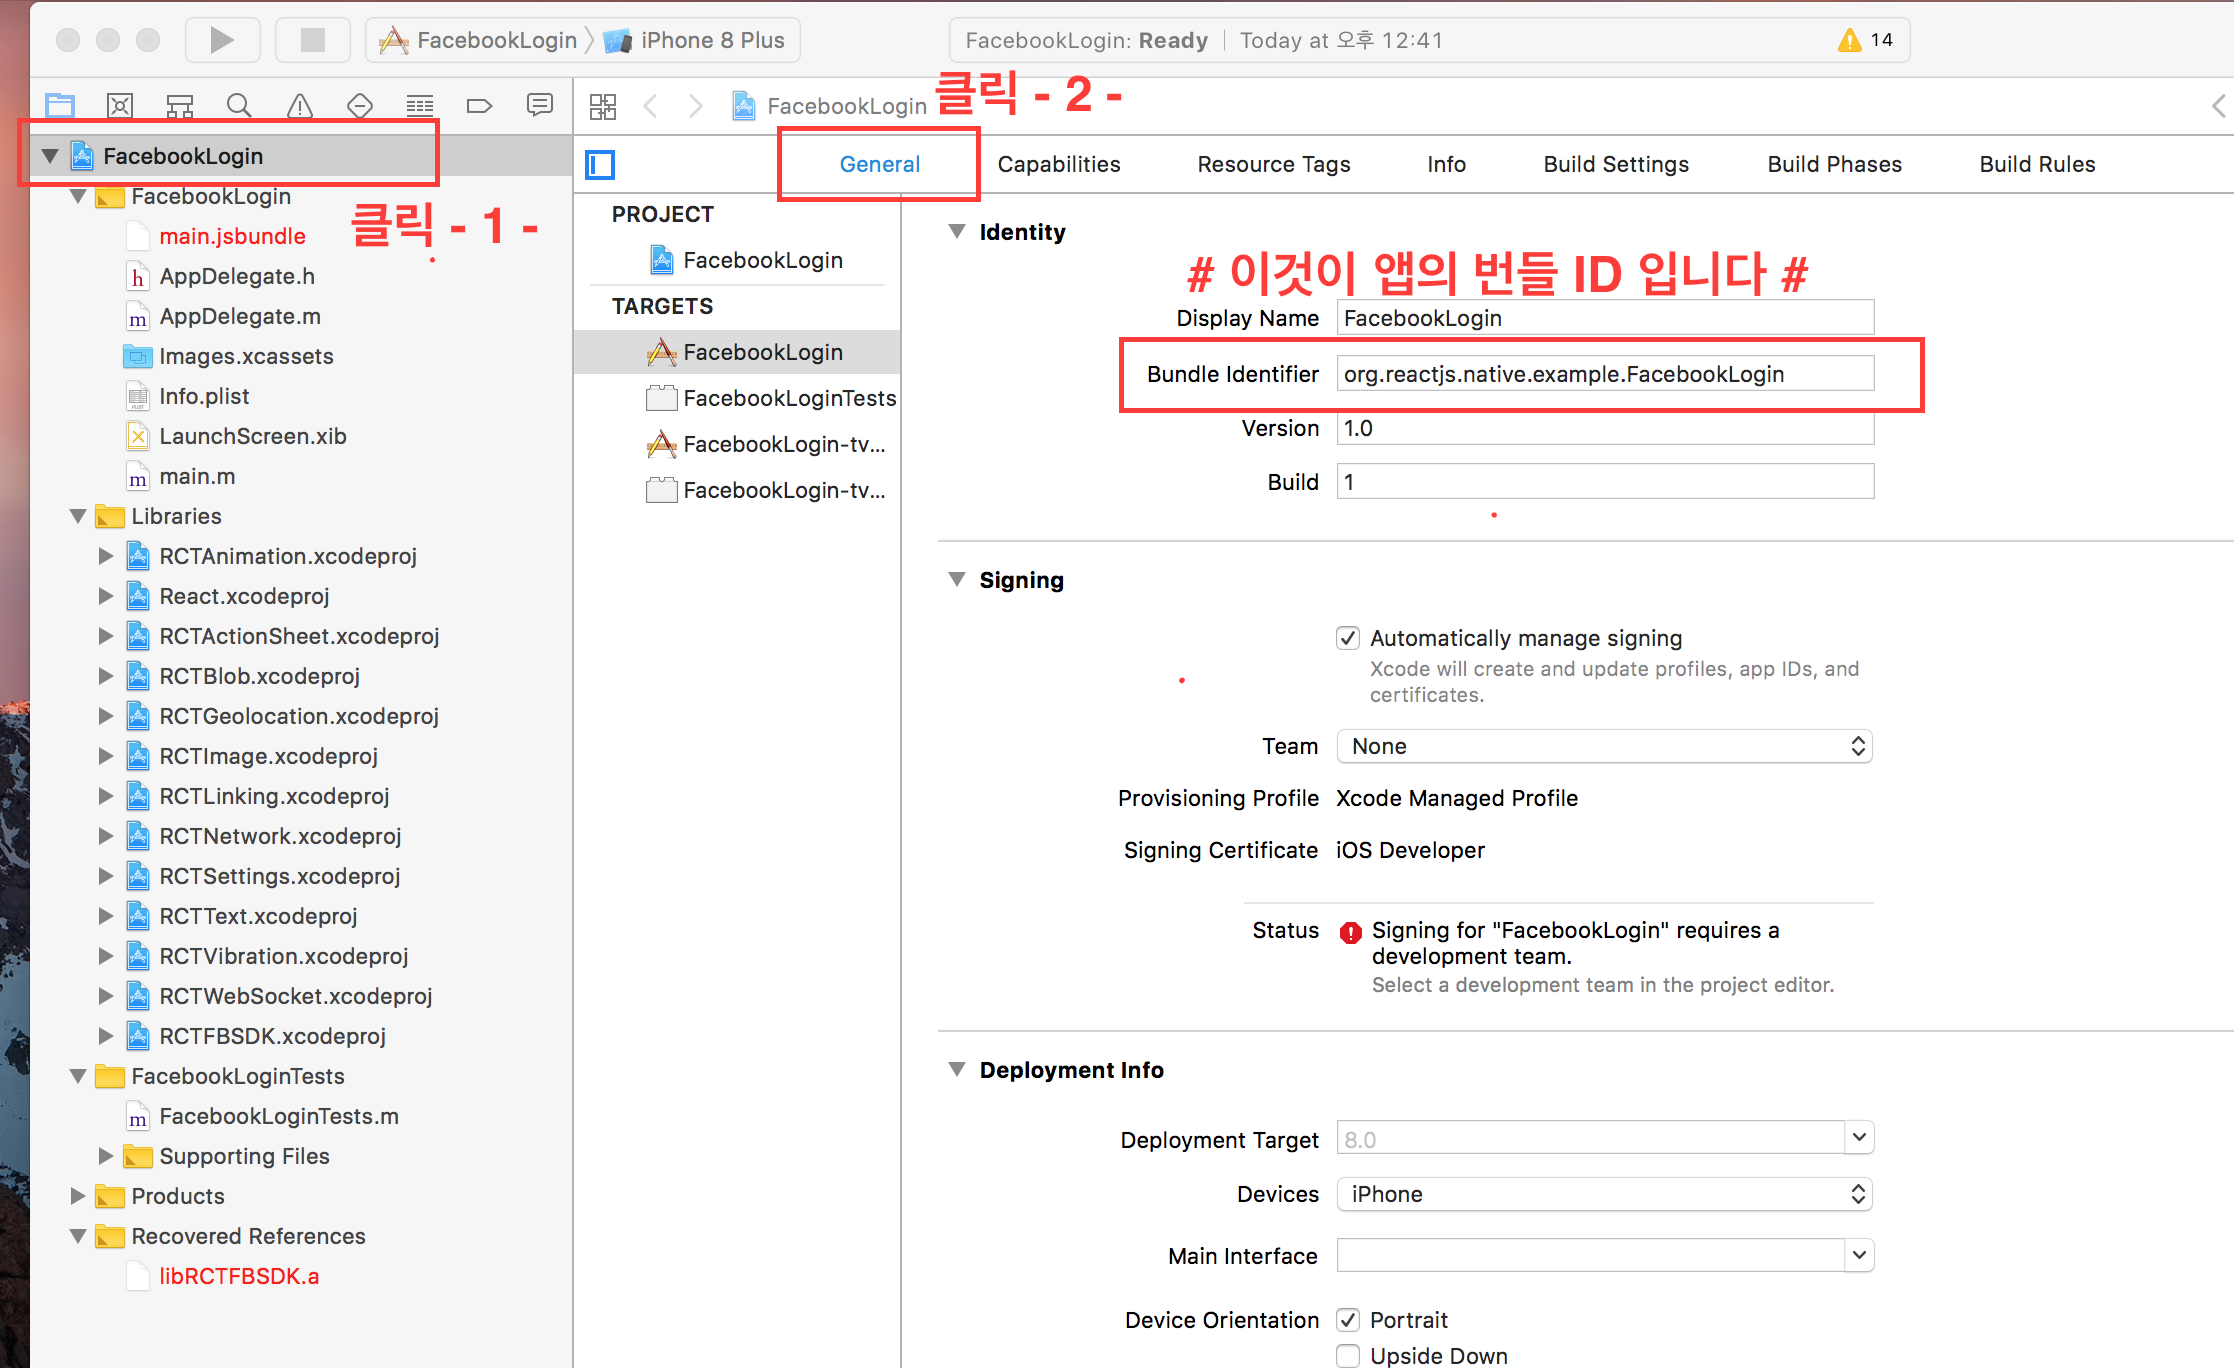 FacebookLogin
iPhone 8 Plus
FacebookLogin: Ready
Today at 오후 12:41
14
FacebookLogin
클릭 - 2 -
FacebookLogin
FacebookLogin
클릭 - 1 -
main.jsbundle
AppDelegate.h
AppDelegate.m
Images.xcassets
Info.plist
LaunchScreen.xib
main.m
Libraries
RCTAnimation.xcodeproj
React.xcodeproj
RCTActionSheet.xcodeproj
RCTBlob.xcodeproj
RCTGeolocation.xcodeproj
RCTImage.xcodeproj
RCTLinking.xcodeproj
RCTNetwork.xcodeproj
RCTSettings.xcodeproj
RCTText.xcodeproj
RCTVibration.xcodeproj
RCTWebSocket.xcodeproj
RCTFBSDK.xcodeproj
FacebookLoginTests
FacebookLoginTests.m
Supporting Files
Products
Recovered References
libRCTFBSDK.a
General
Capabilities
Resource Tags
Info
Build Settings
Build Phases
Build Rules
PROJECT
FacebookLogin
TARGETS
FacebookLogin
FacebookLoginTests
FacebookLogin-tv...
FacebookLogin-tv...
Identity
# 이것이 앱의 번들 ID 입니다 #
Display Name FacebookLogin
Bundle Identifier org.reactjs.native.example.FacebookLogin
Version 1.0
Build 1
Signing
Automatically manage signing
Xcode will create and update profiles, app IDs, and
certificates.
Team None
Provisioning Profile Xcode Managed Profile
Signing Certificate iOS Developer
Status Signing for "FacebookLogin" requires a
development team.
Select a development team in the project editor.
Deployment Info
Deployment Target 8.0
Devices iPhone
Main Interface
Device Orientation Portrait
Upside Down